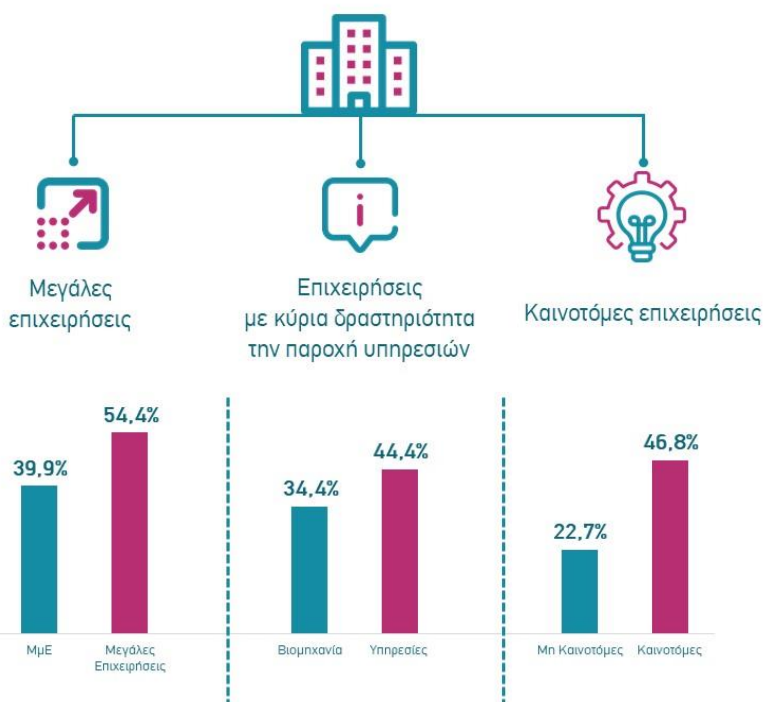 Μεγάλες
επιχειρήσεις
i
Επιχειρήσεις
με κύρια δραστηριότητα
την παροχή υπηρεσιών
Καινοτόμες επιχειρήσεις
39,9%
54,4%
ΜμΕ
Μεγάλες
Επιχειρήσεις
34,4%
44,4%
Βιομηχανία
Υπηρεσίες
22,7%
46,8%
Μη Καινοτόμες
Καινοτόμες